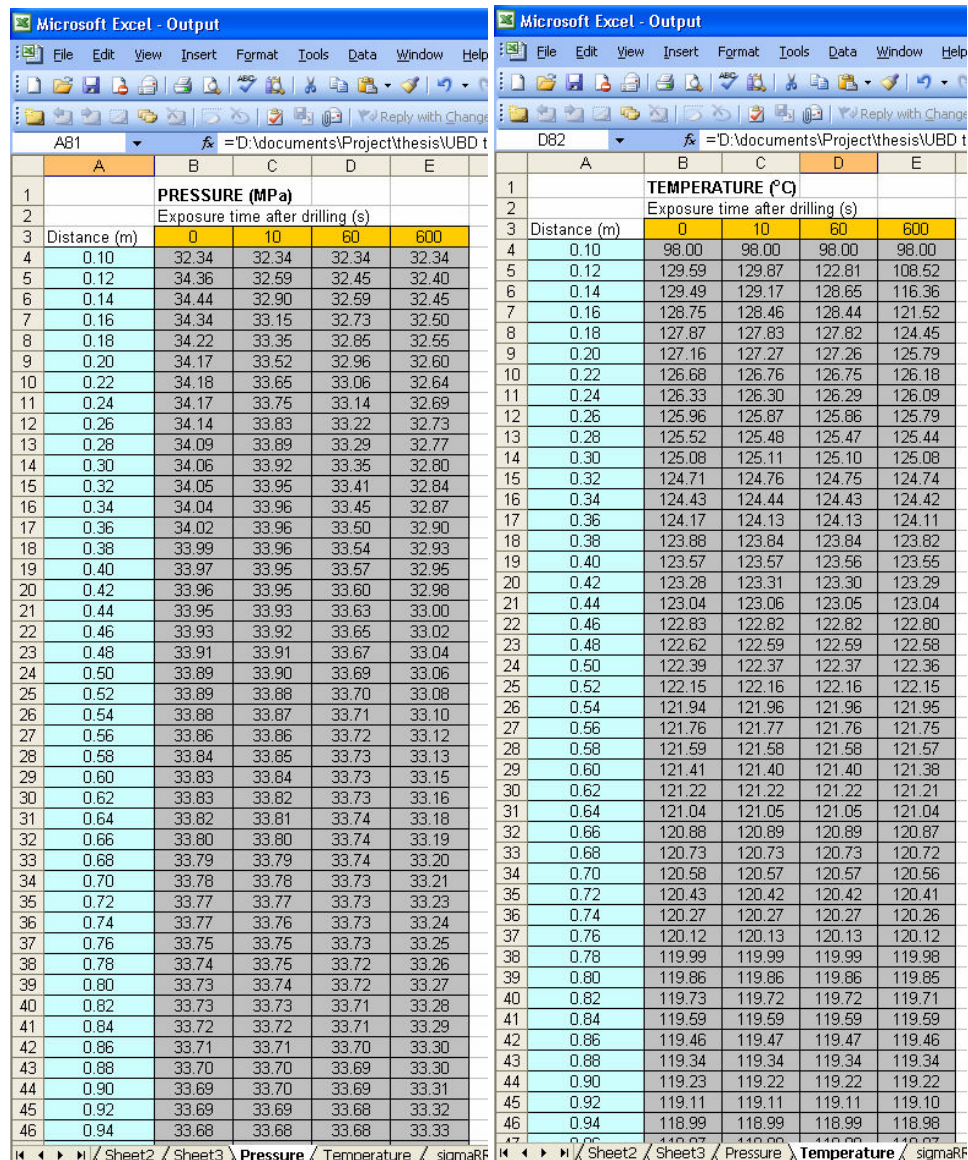 Microsoft Excel - Output
File Edit View Insert Format Tools Data Window Help
Reply with Change
A81 fx ='D:\documents\Project\thesis\UBD t
A B C D E
1 PRESSURE (MPa)
2 Exposure time after drilling (s)
3 Distance (m) 0 10 60 600
4 0.10 32.34 32.34 32.34 32.34
5 0.12 34.36 32.59 32.45 32.40
6 0.14 34.44 32.90 32.59 32.45
7 0.16 34.34 33.15 32.73 32.50
8 0.18 34.22 33.35 32.85 32.55
9 0.20 34.17 33.52 32.96 32.60
10 0.22 34.18 33.65 33.06 32.64
11 0.24 34.17 33.75 33.14 32.69
12 0.26 34.14 33.83 33.22 32.73
13 0.28 34.09 33.89 33.29 32.77
14 0.30 34.06 33.92 33.35 32.80
15 0.32 34.05 33.95 33.41 32.84
16 0.34 34.04 33.96 33.45 32.87
17 0.36 34.02 33.96 33.50 32.90
18 0.38 33.99 33.96 33.54 32.93
19 0.40 33.97 33.95 33.57 32.95
20 0.42 33.96 33.95 33.60 32.98
21 0.44 33.95 33.93 33.63 33.00
22 0.46 33.93 33.92 33.65 33.02
23 0.48 33.91 33.91 33.67 33.04
24 0.50 33.89 33.90 33.69 33.06
25 0.52 33.89 33.88 33.70 33.08
26 0.54 33.88 33.87 33.71 33.10
27 0.56 33.86 33.86 33.72 33.12
28 0.58 33.84 33.85 33.73 33.13
29 0.60 33.83 33.84 33.73 33.15
30 0.62 33.83 33.82 33.73 33.16
31 0.64 33.82 33.81 33.74 33.18
32 0.66 33.80 33.80 33.74 33.19
33 0.68 33.79 33.79 33.74 33.20
34 0.70 33.78 33.78 33.73 33.21
35 0.72 33.77 33.77 33.73 33.23
36 0.74 33.77 33.76 33.73 33.24
37 0.76 33.75 33.75 33.73 33.25
38 0.78 33.74 33.75 33.72 33.26
39 0.80 33.73 33.74 33.72 33.27
40 0.82 33.73 33.73 33.71 33.28
41 0.84 33.72 33.72 33.71 33.29
42 0.86 33.71 33.71 33.70 33.30
43 0.88 33.70 33.70 33.69 33.30
44 0.90 33.69 33.70 33.69 33.31
45 0.92 33.69 33.69 33.68 33.32
46 0.94 33.68 33.68 33.68 33.33
Sheet2 Sheet3 Pressure Temperature sigmaRR
Microsoft Excel - Output
File Edit View Insert Format Tools Data Window Help
Reply with Change
D82 fx ='D:\documents\Project\thesis\UBD t
A B C D E
1 TEMPERATURE (°C)
2 Exposure time after drilling (s)
3 Distance (m) 0 10 60 600
4 0.10 98.00 98.00 98.00 98.00
5 0.12 129.59 129.87 122.81 108.52
6 0.14 129.49 129.17 128.65 116.36
7 0.16 128.75 128.46 128.44 121.52
8 0.18 127.87 127.83 127.82 124.45
9 0.20 127.16 127.27 127.26 125.79
10 0.22 126.68 126.76 126.75 126.18
11 0.24 126.33 126.30 126.29 126.09
12 0.26 125.96 125.87 125.86 125.79
13 0.28 125.52 125.48 125.47 125.44
14 0.30 125.08 125.11 125.10 125.08
15 0.32 124.71 124.76 124.75 124.74
16 0.34 124.43 124.44 124.43 124.42
17 0.36 124.17 124.13 124.13 124.11
18 0.38 123.88 123.84 123.84 123.82
19 0.40 123.57 123.57 123.56 123.55
20 0.42 123.28 123.31 123.30 123.29
21 0.44 123.04 123.06 123.05 123.04
22 0.46 122.83 122.82 122.82 122.80
23 0.48 122.62 122.59 122.59 122.58
24 0.50 122.39 122.37 122.37 122.36
25 0.52 122.15 122.16 122.16 122.15
26 0.54 121.94 121.96 121.96 121.95
27 0.56 121.76 121.77 121.76 121.75
28 0.58 121.59 121.58 121.58 121.57
29 0.60 121.41 121.40 121.40 121.38
30 0.62 121.22 121.22 121.22 121.21
31 0.64 121.04 121.05 121.05 121.04
32 0.66 120.88 120.89 120.89 120.87
33 0.68 120.73 120.73 120.73 120.72
34 0.70 120.58 120.57 120.57 120.56
35 0.72 120.43 120.42 120.42 120.41
36 0.74 120.27 120.27 120.27 120.26
37 0.76 120.12 120.13 120.13 120.12
38 0.78 119.99 119.99 119.99 119.98
39 0.80 119.86 119.86 119.86 119.85
40 0.82 119.73 119.72 119.72 119.71
41 0.84 119.59 119.59 119.59 119.59
42 0.86 119.46 119.47 119.47 119.46
43 0.88 119.34 119.34 119.34 119.34
44 0.90 119.23 119.22 119.22 119.22
45 0.92 119.11 119.11 119.11 119.10
46 0.94 118.99 118.99 118.99 118.98
Sheet2 Sheet3 Pressure Temperature sigmaRR